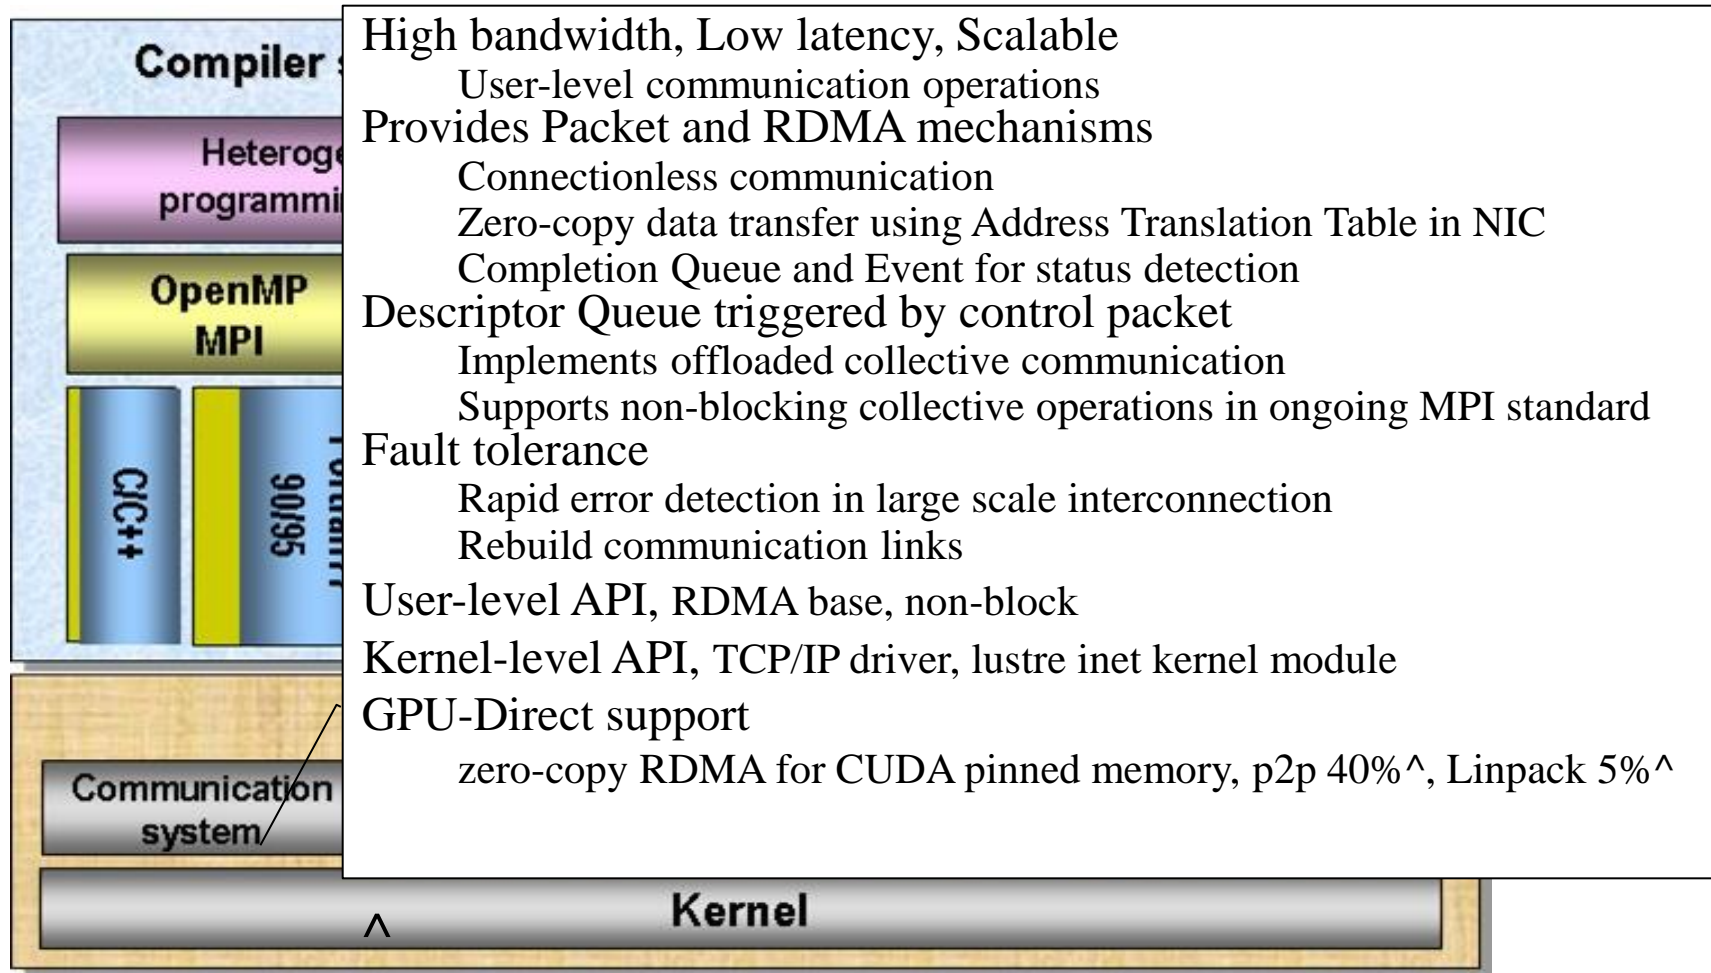 Compiler
Heteroge
programmi
OpenMP
MPI
C/C++
90/95
Communication
system
Kernel
^
High bandwidth, Low latency, Scalable
User-level communication operations
Provides Packet and RDMA mechanisms
Connectionless communication
Zero-copy data transfer using Address Translation Table in NIC
Completion Queue and Event for status detection
Descriptor Queue triggered by control packet
Implements offloaded collective communication
Supports non-blocking collective operations in ongoing MPI standard
Fault tolerance
Rapid error detection in large scale interconnection
Rebuild communication links
User-level API, RDMA base, non-block
Kernel-level API, TCP/IP driver, lustre inet kernel module
GPU-Direct support
zero-copy RDMA for CUDA pinned memory, p2p 40%^, Linpack 5%^